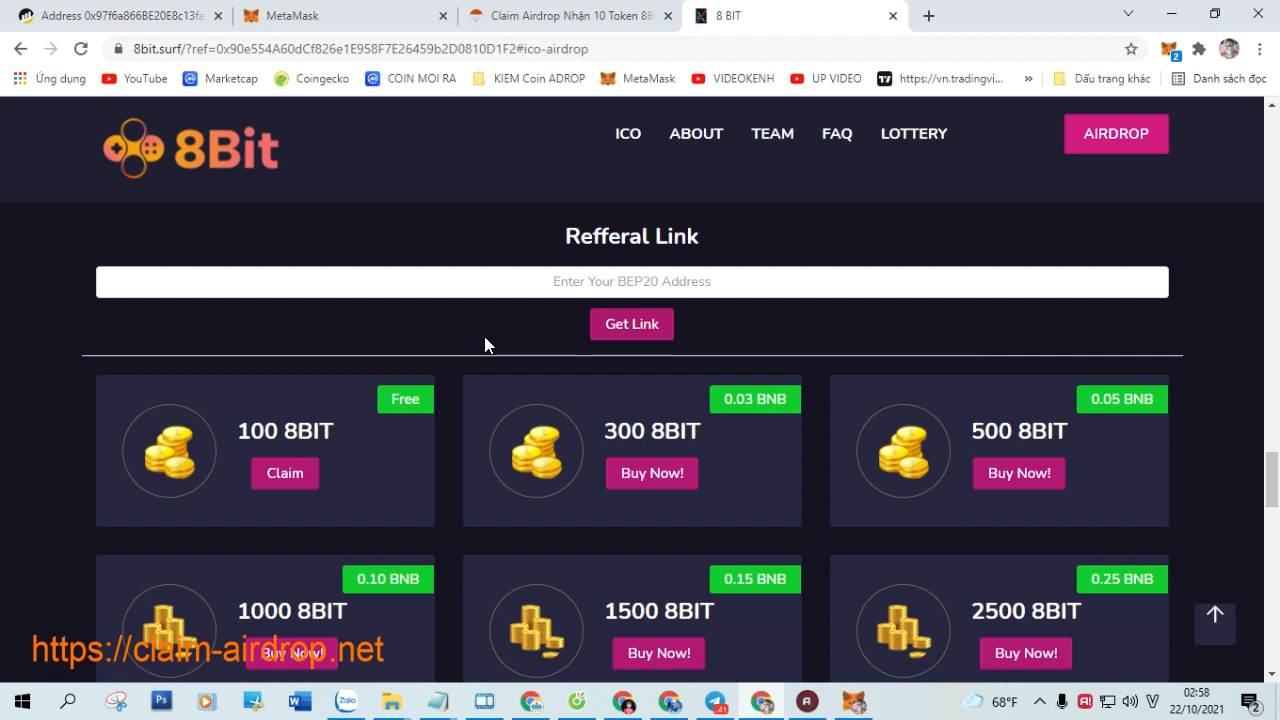 Address 0x97f6a866BE20E8c13fa
MetaMask
Claim Airdrop Nhận 10 Token 8B
8 BIT
8bit.surf/?ref=0x90e554A60dCf826e1E958F7E26459b2D0810D1F2#ico-airdrop
2
Ứng dụng
YouTube
Marketcap
Coingecko
COIN MOI RA
KIEM Coin ADROP
MetaMask
VIDEOKENH
UP VIDEO
https://vn.tradingvi...
»
Dấu trang khác
Danh sách đọc
8Bit
ICO
ABOUT
TEAM
FAQ
LOTTERY
AIRDROP
Refferal Link
Enter Your BEP20 Address
Get Link
Free
0.03 BNB
0.05 BNB
100 8BIT
300 8BIT
500 8BIT
Claim
Buy Now!
Buy Now!
0.10 BNB
0.15 BNB
0.25 BNB
1000 8BIT
1500 8BIT
2500 8BIT
Buy Now!
Buy Now!
Buy Now!
https://claim-airdrop.net
68°F
02:58
22/10/2021
2